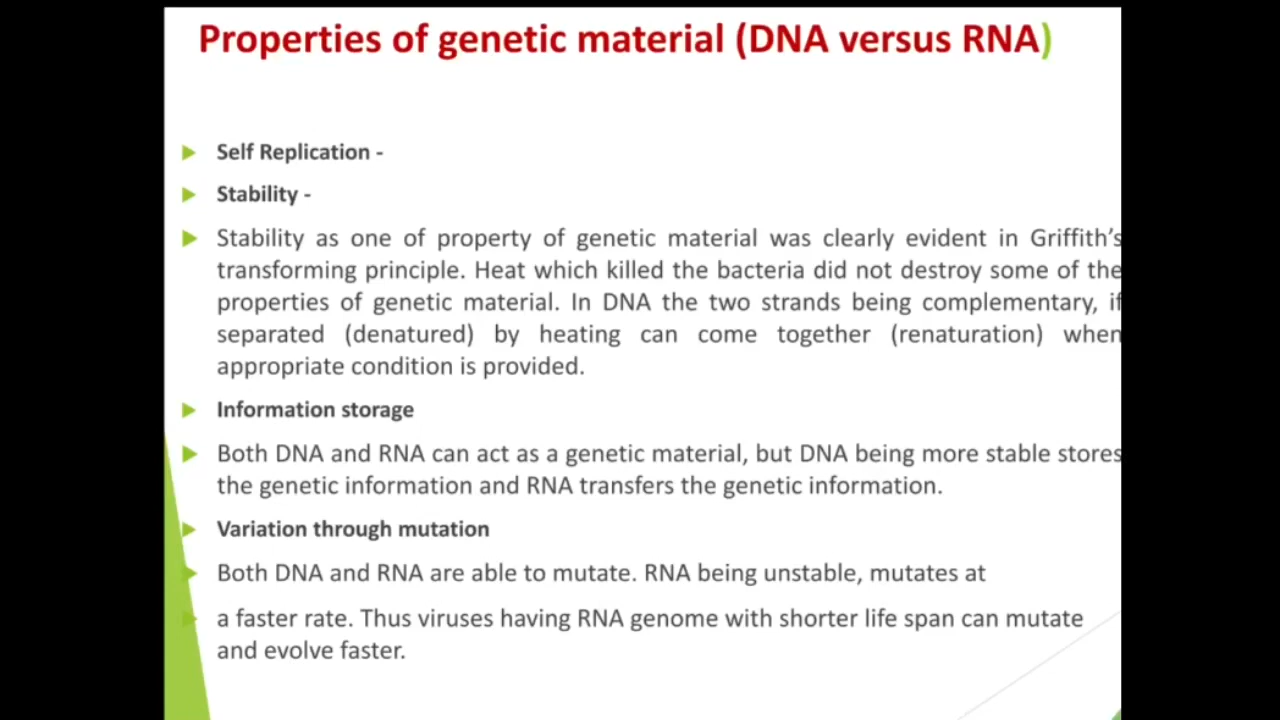 Properties of genetic material (DNA versus RNA)
Self Replication -
Stability -
Stability as one of property of genetic material was clearly evident in Griffith's
transforming principle. Heat which killed the bacteria did not destroy some of the
properties of genetic material. In DNA the two strands being complementary, if
separated (denatured) by heating can come together (renaturation) when
appropriate condition is provided.
Information storage
Both DNA and RNA can act as a genetic material, but DNA being more stable stores
the genetic information and RNA transfers the genetic information.
Variation through mutation
Both DNA and RNA are able to mutate. RNA being unstable, mutates at
a faster rate. Thus viruses having RNA genome with shorter life span can mutate
and evolve faster.